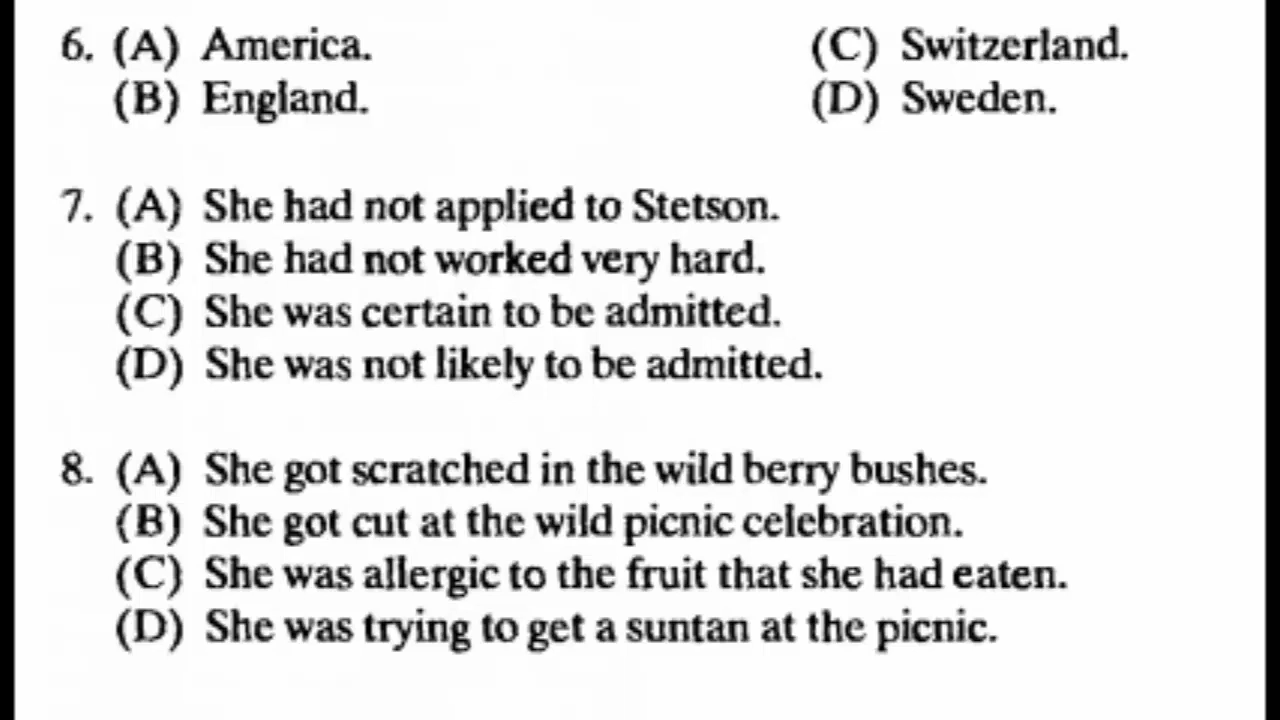 6. (A) America. (C) Switzerland.
(B) England. (D) Sweden.
7. (A) She had not applied to Stetson.
(B) She had not worked very hard.
(C) She was certain to be admitted.
(D) She was not likely to be admitted.
8. (A) She got scratched in the wild berry bushes.
(B) She got cut at the wild picnic celebration.
(C) She was allergic to the fruit that she had eaten.
(D) She was trying to get a suntan at the picnic.